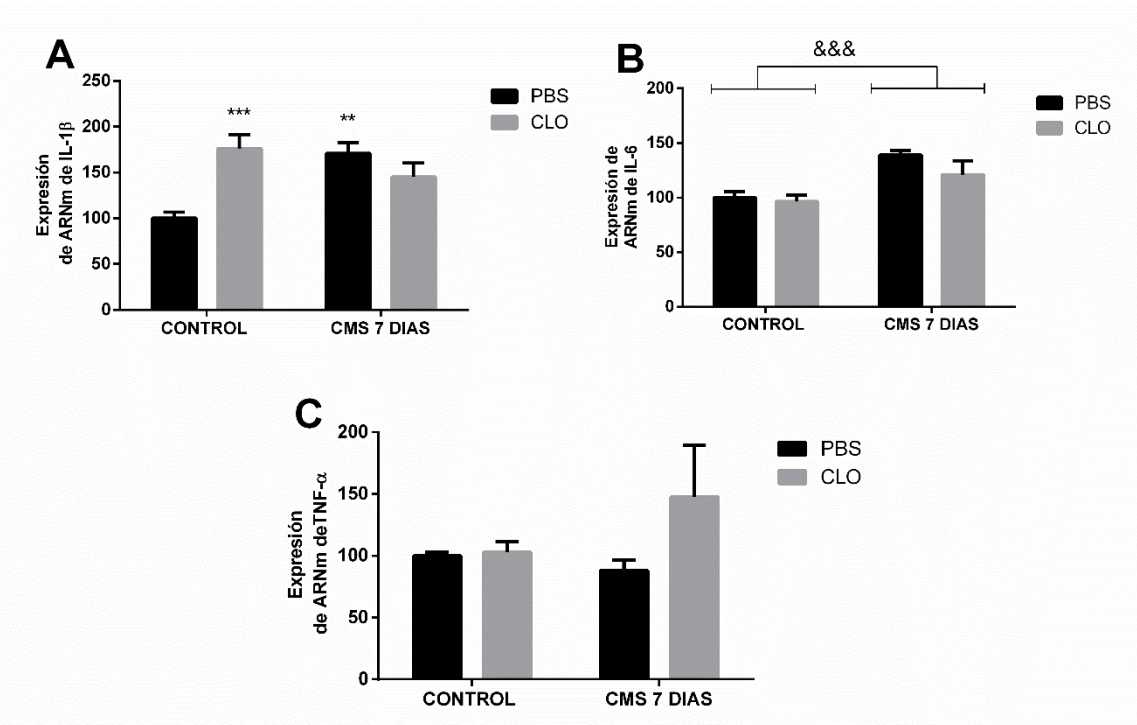 A
250
200
150
100
50
0
Expresión
de ARNm de IL-1β
***
**
CONTROL
CMS 7 DIAS
PBS
CLO
B
&&&
200
150
100
50
0
Expresión de
ARNm de IL-6
CONTROL
CMS 7 DIAS
PBS
CLO
C
200
150
100
50
0
Expresión
de ARNm deTNF-α
CONTROL
CMS 7 DIAS
PBS
CLO